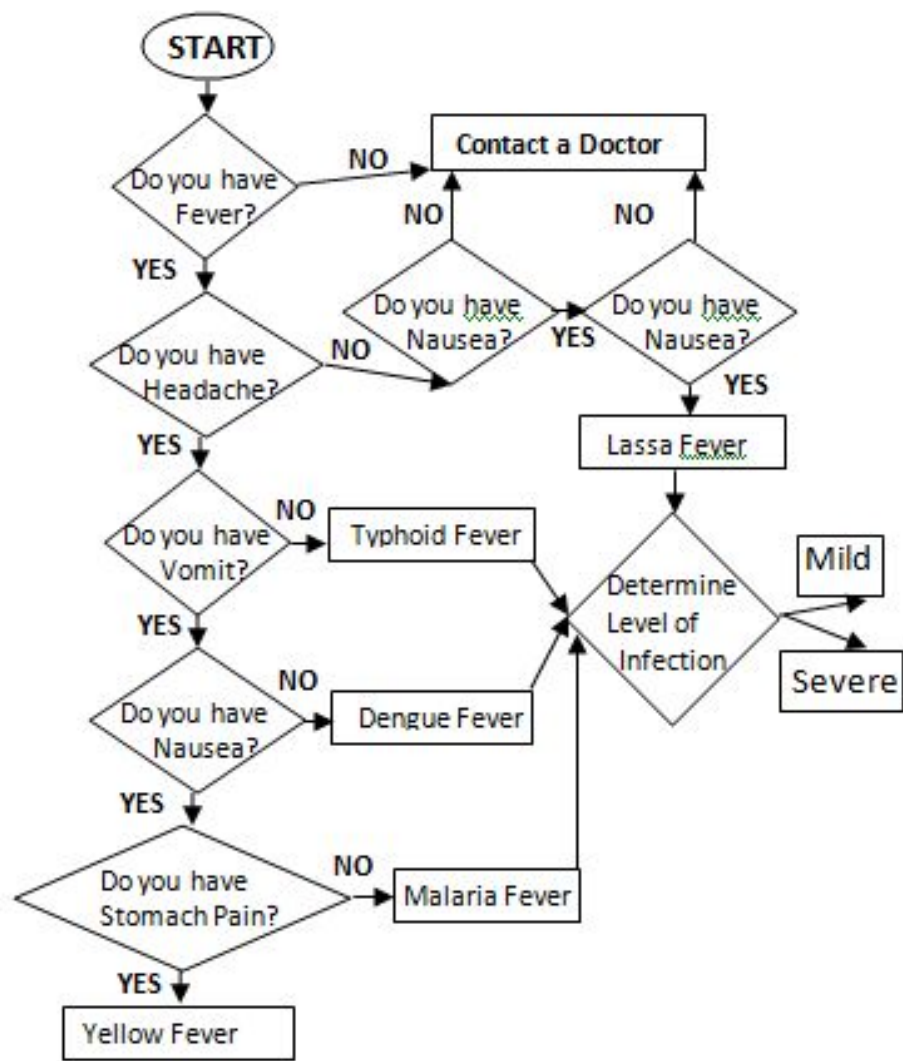 START
Do you have
Fever?
NO
Contact a Doctor
YES
NO
NO
Do you have
Headache?
NO
Do you have
Nausea?
YES
Do you have
Nausea?
YES
YES
Lassa Fever
Do you have
Vomit?
NO
Typhoid Fever
Determine
Level of
Infection
Mild
Severe
YES
Do you have
Nausea?
NO
Dengue Fever
YES
Do you have
Stomach Pain?
NO
Malaria Fever
YES
Yellow Fever